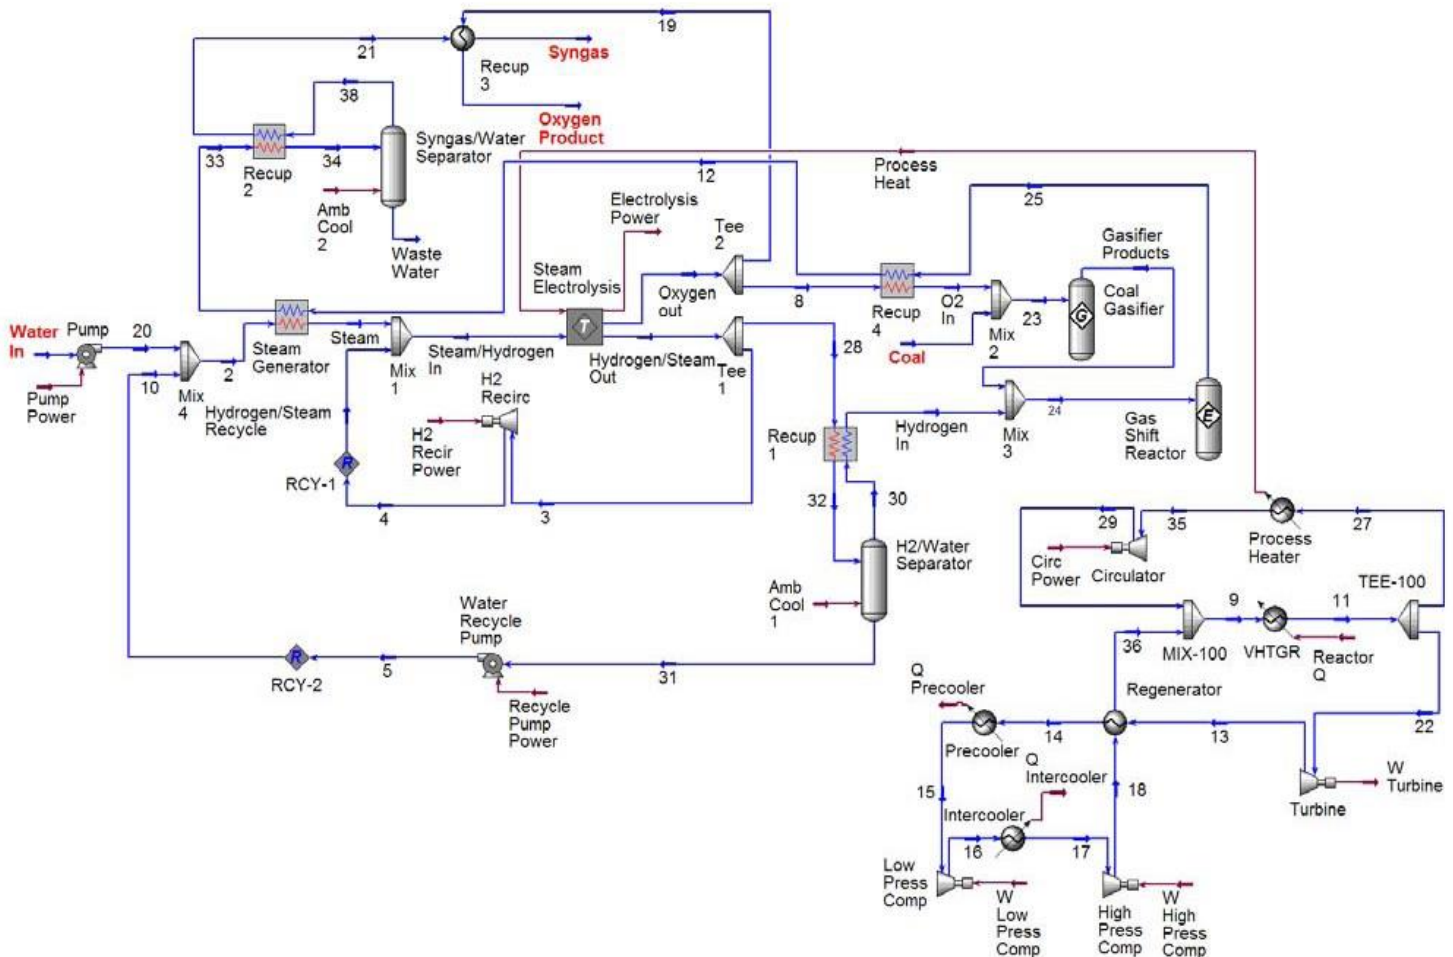 19
21
Syngas
Recup
3
38
Oxygen
Product
Syngas/Water
Separator
33
34
Recup
2
Amb
Cool
2
Waste
Water
12
Process
Heat
25
Electrolysis
Power
Tee
2
Gasifier
Products
Steam
Electrolysis
Oxygen
out
8
Recup
4
O2
In
Mix
2
23
Coal
Gasifier
G
Coal
Water
In
Pump
20
Pump
Power
10
Mix
4
2
Steam
Generator
Steam
Mix
1
Steam/Hydrogen
In
T
Hydrogen/Steam
Out
Tee
1
28
Hydrogen/Steam
Recycle
H2
Recirc
H2
Recir
Power
R
RCY-1
4
3
Recup
1
Hydrogen
In
Mix
3
24
Gas
Shift
Reactor
E
32
30
H2/Water
Separator
Amb
Cool
1
Water
Recycle
Pump
R
RCY-2
5
31
Recycle
Pump
Power
29
35
27
Process
Heater
Circ
Power
Circulator
TEE-100
9
11
36
MIX-100
VHTGR
Reactor
Q
Regenerator
Q
Precooler
14
13
22
Precooler
Q
Intercooler
W
Turbine
Turbine
15
18
Intercooler
16
17
Low
Press
Comp
W
Low
Press
Comp
High
Press
Comp
W
High
Press
Comp